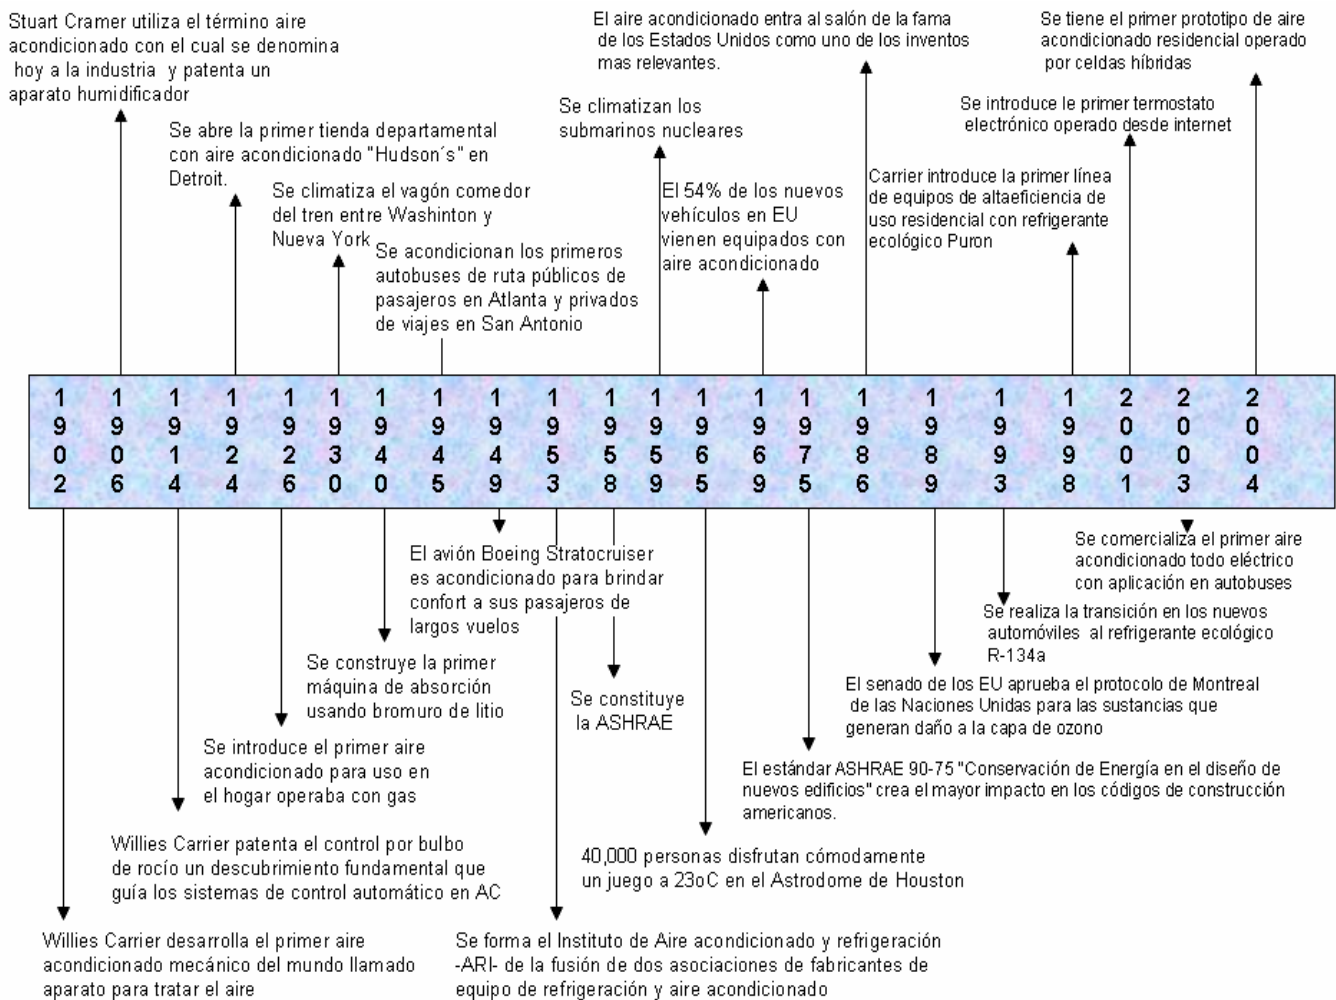 Stuart Cramer utiliza el término aire
acondicionado con el cual se denomina
hoy a la industria y patenta un
aparato humidificador
Se abre la primer tienda departamental
con aire acondicionado "Hudson´s" en
Detroit.
Se climatiza el vagón comedor
del tren entre Washinton y
Nueva York
Se acondicionan los primeros
autobuses de ruta públicos de
pasajeros en Atlanta y privados
de viajes en San Antonio
El aire acondicionado entra al salón de la fama
de los Estados Unidos como uno de los inventos
mas relevantes.
Se climatizan los
submarinos nucleares
El 54% de los nuevos
vehículos en EU
vienen equipados con
aire acondicionado
Se tiene el primer prototipo de aire
acondicionado residencial operado
por celdas híbridas
Se introduce le primer termostato
electrónico operado desde internet
Carrier introduce la primer línea
de equipos de altaeficiencia de
uso residencial con refrigerante
ecológico Puron
1902 1906 1914 1924 1926 1930 1940 1945 1949 1953 1958 1959 1965 1969 1975 1986 1989 1993 1998 2001 2003 2004
El avión Boeing Stratocruiser
es acondicionado para brindar
confort a sus pasajeros de
largos vuelos
Se construye la primer
máquina de absorción
usando bromuro de litio
Se introduce el primer aire
acondicionado para uso en
el hogar operaba con gas
Willies Carrier patenta el control por bulbo
de rocío un descubrimiento fundamental que
guía los sistemas de control automático en AC
Willies Carrier desarrolla el primer aire
acondicionado mecánico del mundo llamado
aparato para tratar el aire
Se constituye
la ASHRAE
Se comercializa el primer aire
acondicionado todo eléctrico
con aplicación en autobuses
Se realiza la transición en los nuevos
automóviles al refrigerante ecológico
R-134a
El senado de los EU aprueba el protocolo de Montreal
de las Naciones Unidas para las sustancias que
generan daño a la capa de ozono
El estándar ASHRAE 90-75 "Conservación de Energía en el diseño de
nuevos edificios" crea el mayor impacto en los códigos de construcción
americanos.
40,000 personas disfrutan cómodamente
un juego a 23oC en el Astrodome de Houston
Se forma el Instituto de Aire acondicionado y refrigeración
-ARI- de la fusión de dos asociaciones de fabricantes de
equipo de refrigeración y aire acondicionado